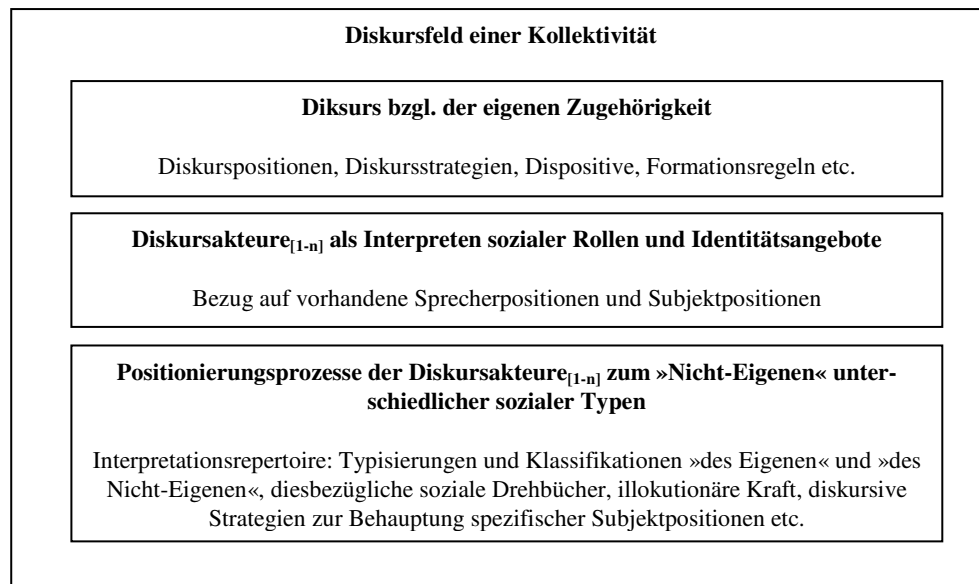 Diskursfeld einer Kollektivität
Diksurs bzgl. der eigenen Zugehörigkeit
Diskurspositionen, Diskursstrategien, Dispositive, Formationsregeln etc.
Diskursakteure[1-n] als Interpreten sozialer Rollen und Identitätsangebote
Bezug auf vorhandene Sprecherpositionen und Subjektpositionen
Positionierungsprozesse der Diskursakteure[1-n] zum »Nicht-Eigenen« unter-
schiedlicher sozialer Typen
Interpretationsrepertoire: Typisierungen und Klassifikationen »des Eigenen« und »des
Nicht-Eigenen«, diesbezügliche soziale Drehbücher, illokutionäre Kraft, diskursive
Strategien zur Behauptung spezifischer Subjektpositionen etc.